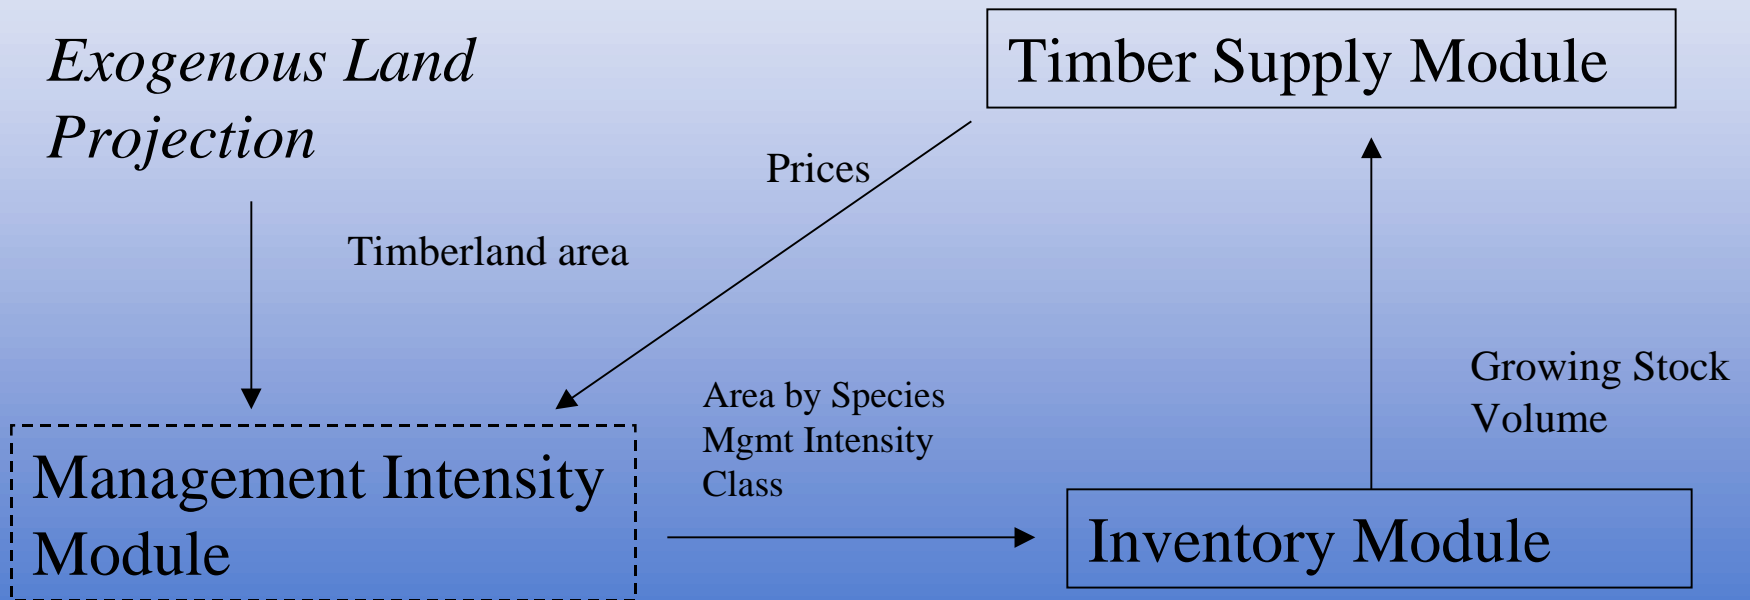 Exogenous Land
Projection
Timber Supply Module
Prices
Timberland area
Area by Species
Mgmt Intensity
Class
Growing Stock
Volume
Management Intensity
Module
Inventory Module